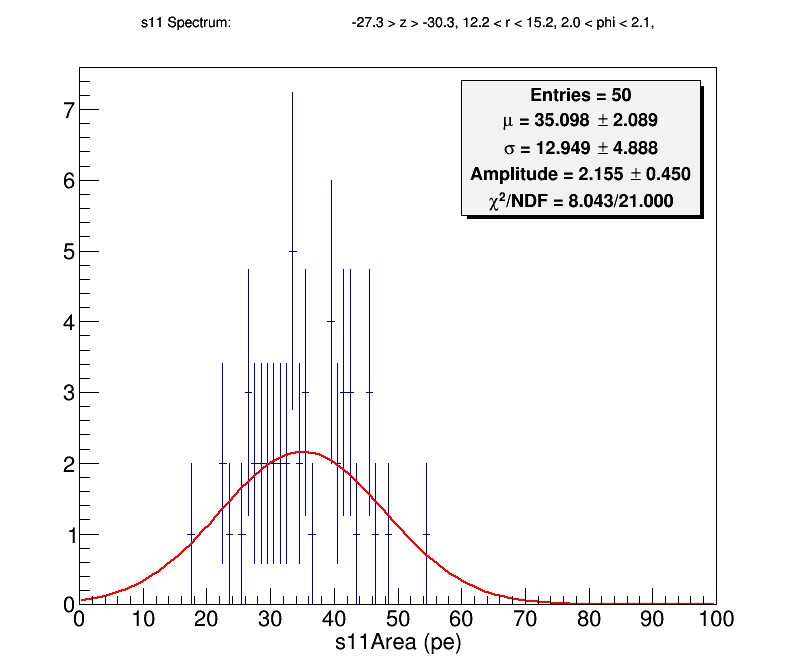 s11 Spectrum: -27.3 > z > -30.3, 12.2 < r < 15.2, 2.0 < phi < 2.1,
Entries = 50
μ = 35.098 ± 2.089
σ = 12.949 ± 4.888
Amplitude = 2.155 ± 0.450
χ²/NDF = 8.043/21.000
7
6
5
4
3
2
1
0
0 10 20 30 40 50 60 70 80 90 100
s11Area (pe)